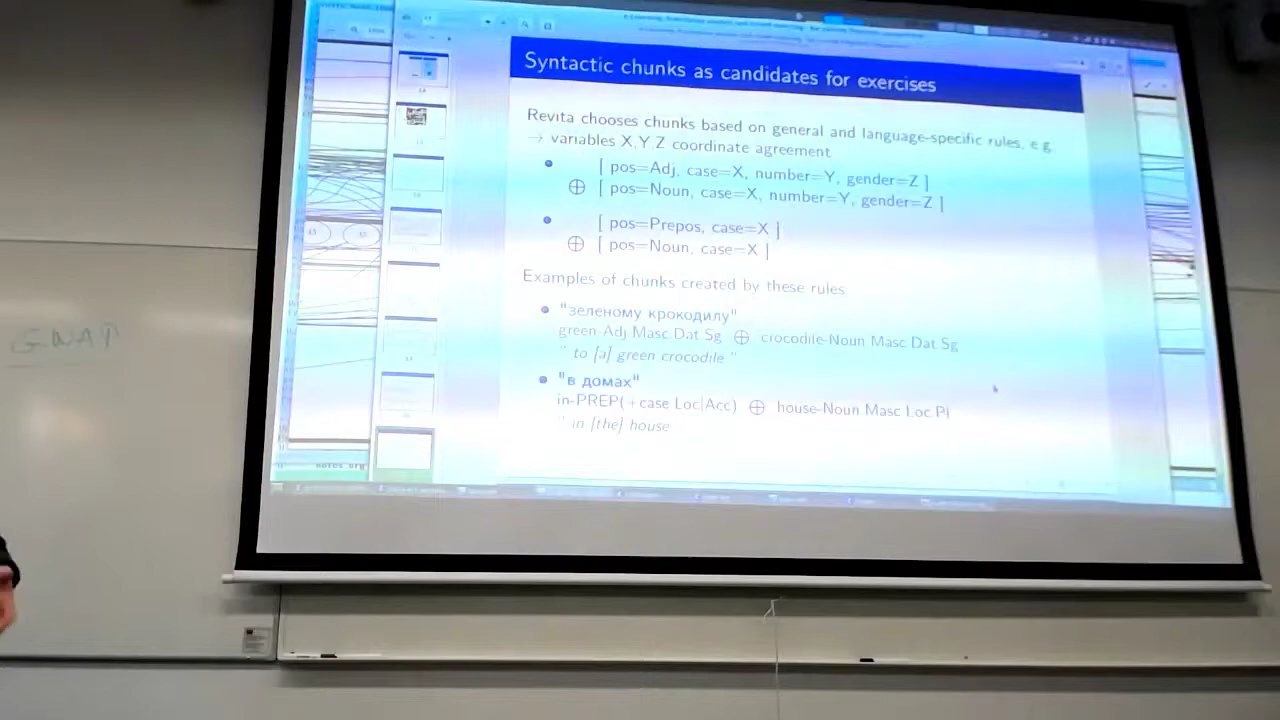 Syntactic chunks as candidates for exercises
Revita chooses chunks based on general and language-specific rules, e.g.
→ variables X,Y,Z coordinate agreement
[ pos=Adj, case=X, number=Y, gender=Z ]
⊕ [ pos=Noun, case=X, number=Y, gender=Z ]
[ pos=Prepos, case=X ]
⊕ [ pos=Noun, case=X ]
Examples of chunks created by these rules
"зеленому крокодилу"
green-Adj Masc Dat Sg ⊕ crocodile-Noun Masc Dat Sg
" to [a] green crocodile "
"в домах"
in-PREP(+case Loc|Acc) ⊕ house-Noun Masc Loc Pl
" in [the] house
notes.org
GWAP